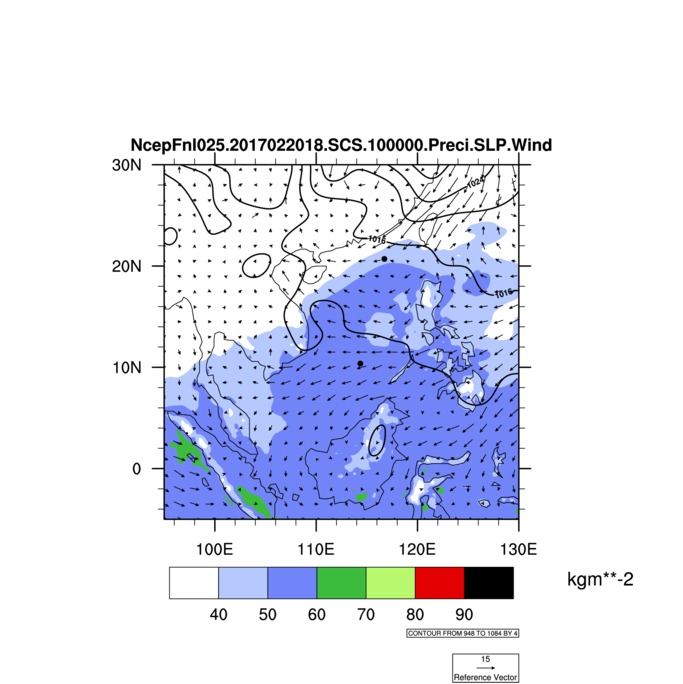 NcepFnl025.2017022018.SCS.100000.Preci.SLP.Wind
30N
1024
1016
20N
1016
10N
0
100E 110E 120E 130E
kgm**-2
40 50 60 70 80 90
CONTOUR FROM 948 TO 1084 BY 4
15
Reference Vector